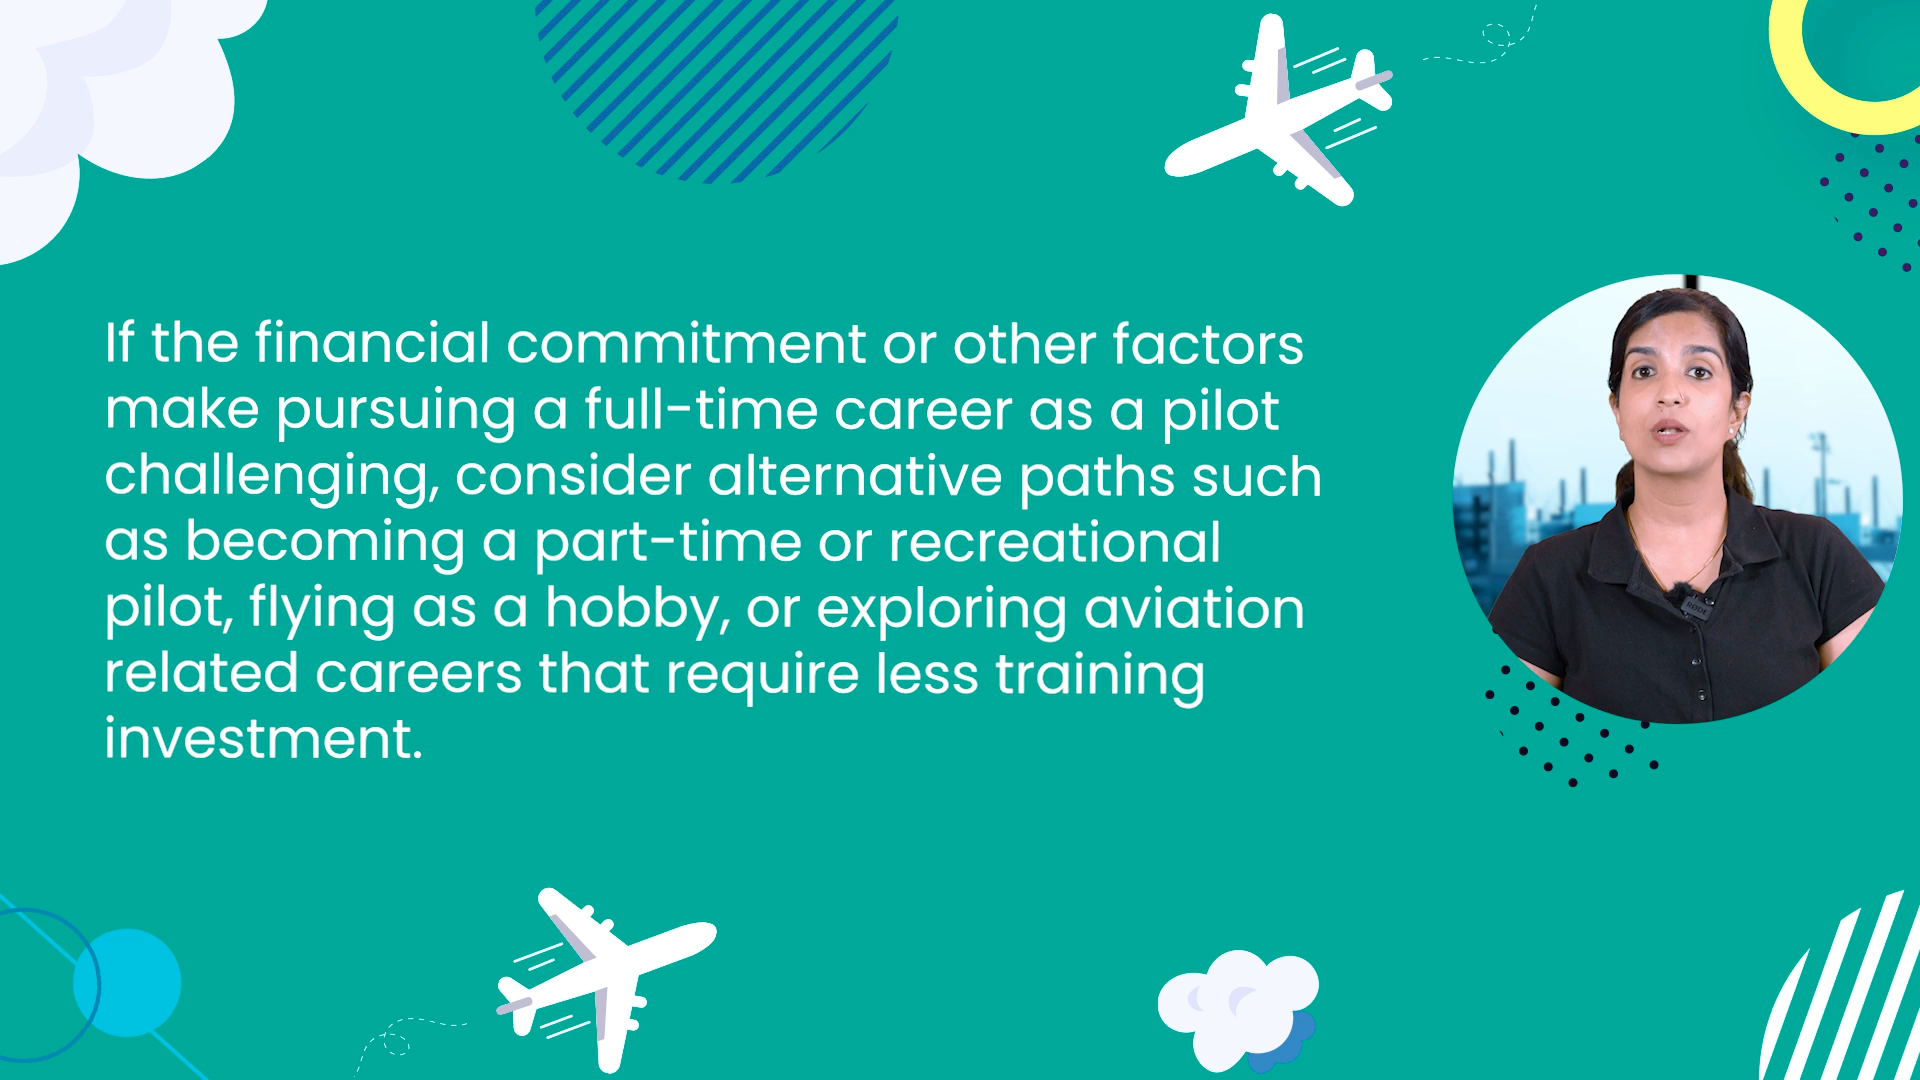 If the financial commitment or other factors
make pursuing a full-time career as a pilot
challenging, consider alternative paths such
as becoming a part-time or recreational
pilot, flying as a hobby, or exploring aviation
related careers that require less training
investment.
RODE